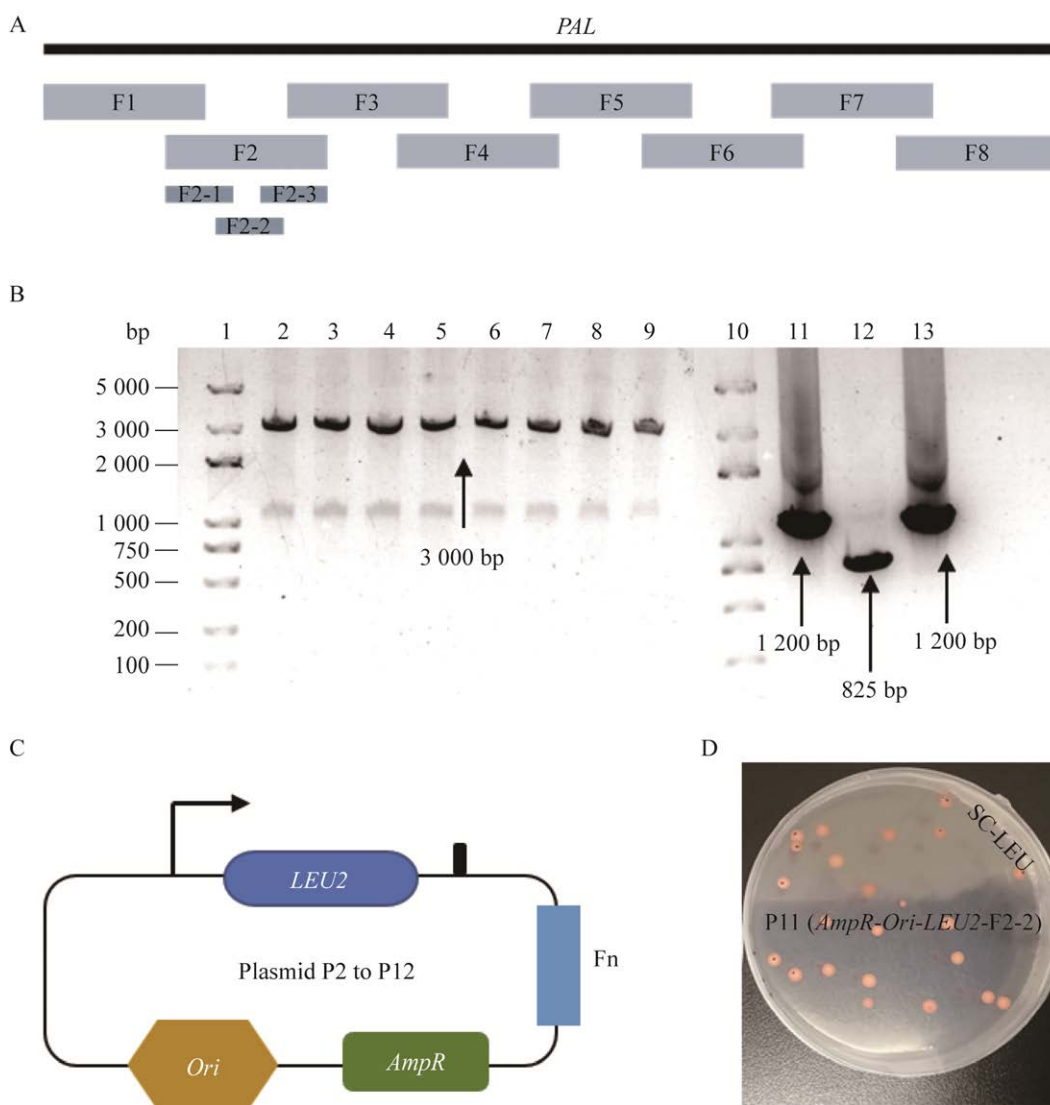 A
PAL
F1 F3 F5 F7
F2 F4 F6 F8
F2-1 F2-3
F2-2
B
bp 1 2 3 4 5 6 7 8 9 10 11 12 13
5 000
3 000
2 000
1 000
750
500
200
100
3 000 bp
1 200 bp
825 bp
1 200 bp
C
LEU2
Fn
Plasmid P2 to P12
Ori
AmpR
D
SC-LEU
P11 (AmpR-Ori-LEU2-F2-2)